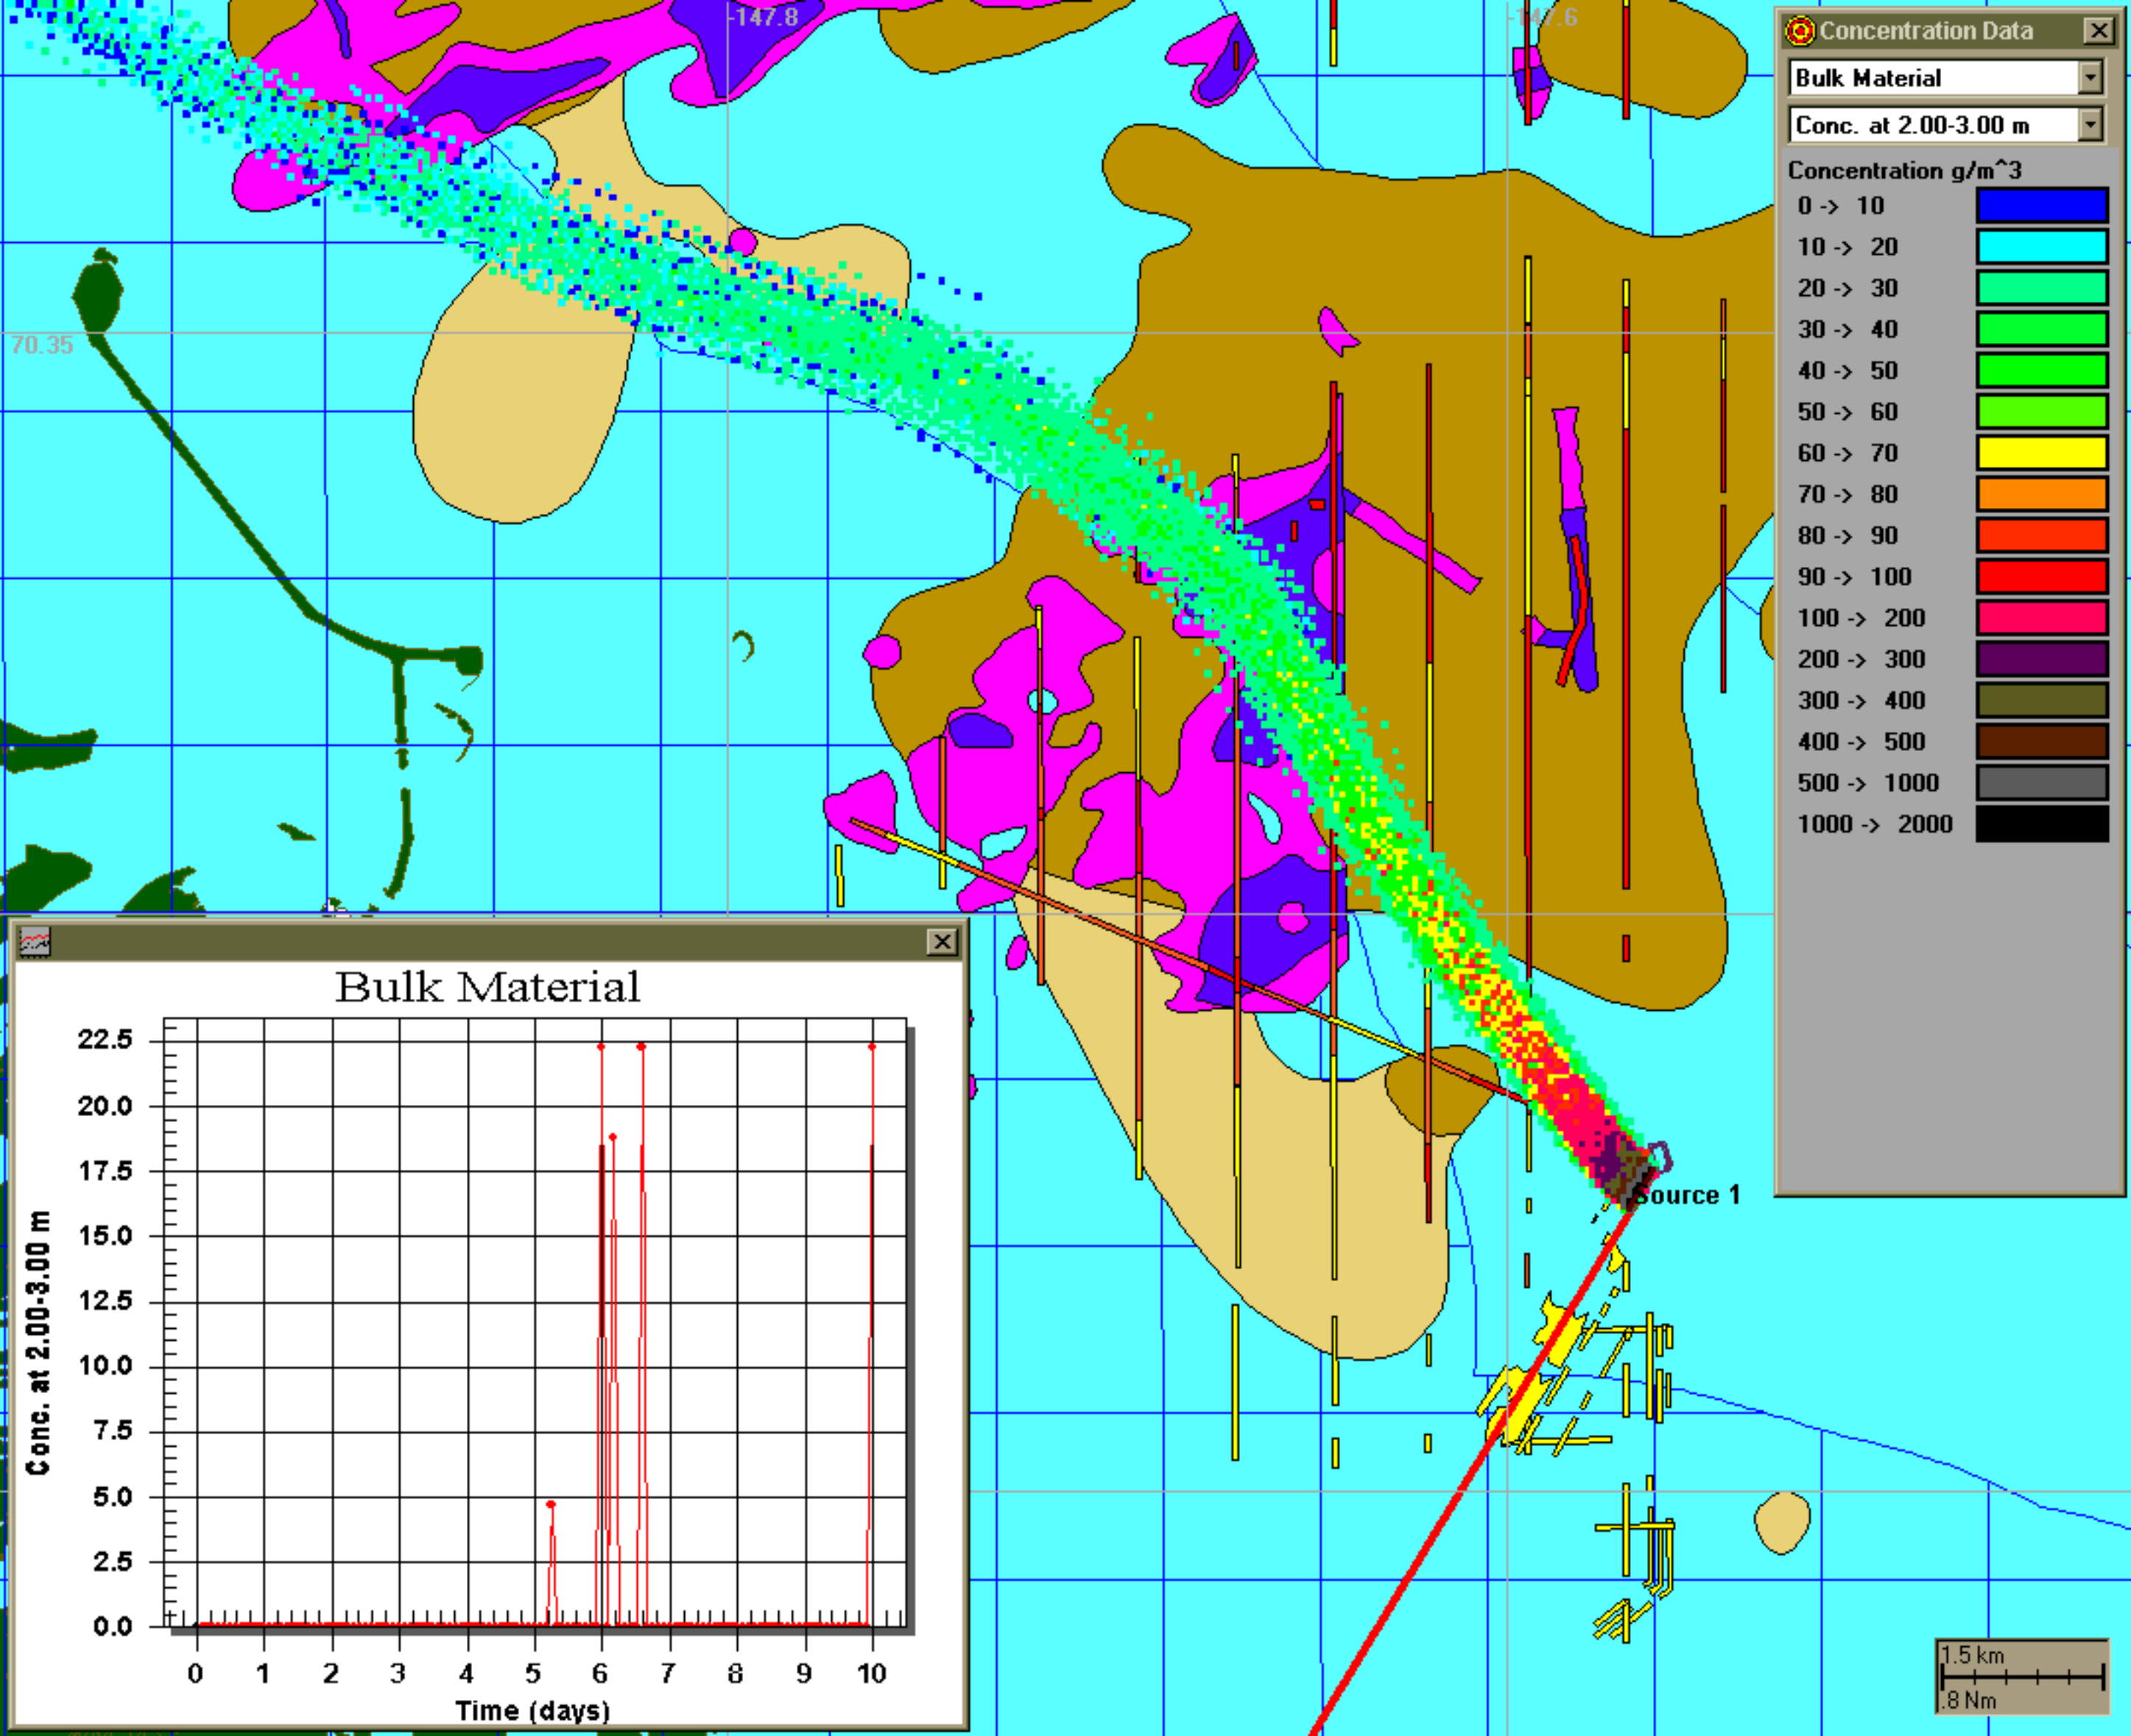 -147.8
-147.6
70.35
Concentration Data
Bulk Material
Conc. at 2.00-3.00 m
Concentration g/m^3
0 -> 10
10 -> 20
20 -> 30
30 -> 40
40 -> 50
50 -> 60
60 -> 70
70 -> 80
80 -> 90
90 -> 100
100 -> 200
200 -> 300
300 -> 400
400 -> 500
500 -> 1000
1000 -> 2000
Source 1
Bulk Material
Conc. at 2.00-3.00 m
22.5
20.0
17.5
15.0
12.5
10.0
7.5
5.0
2.5
0.0
0 1 2 3 4 5 6 7 8 9 10
Time (days)
1.5 km
.8 Nm